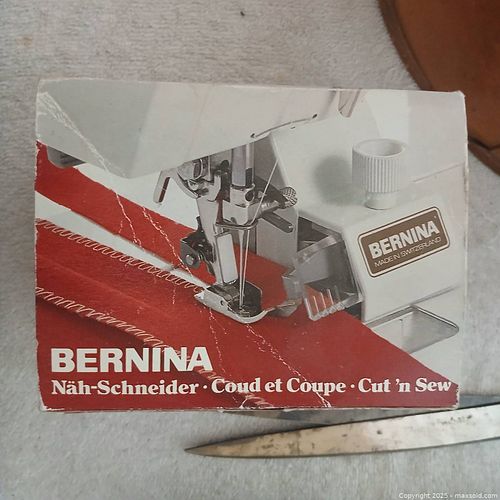 BERNINA
MADE IN SWITZERLAND
BERNINA
Näh-Schneider · Coud et Coupe · Cut 'n Sew
Copyright 2025 - maxsold.com